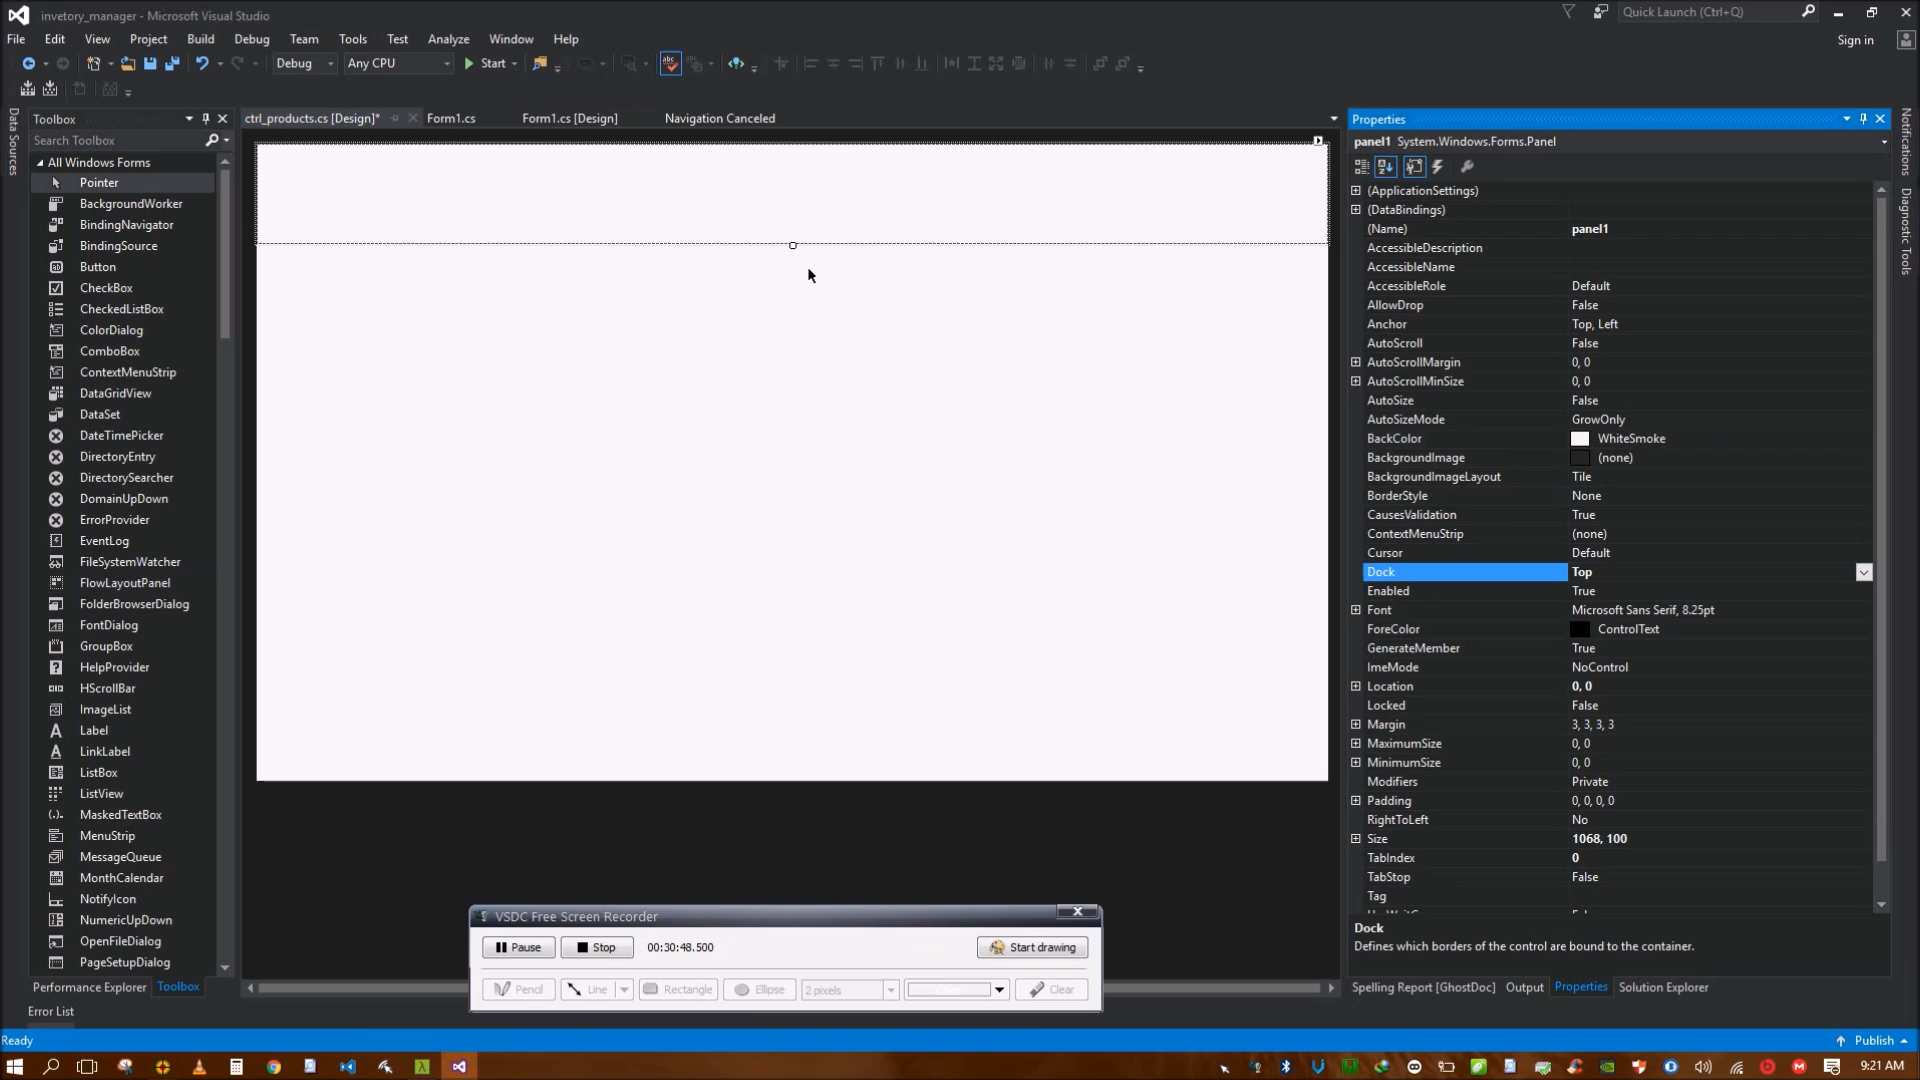 invetory_manager - Microsoft Visual Studio
Quick Launch (Ctrl+Q)
File Edit View Project Build Debug Team Tools Test Analyze Window Help
Sign in
Debug Any CPU Start
Data Sources
Toolbox
Search Toolbox
All Windows Forms
Pointer
BackgroundWorker
BindingNavigator
BindingSource
Button
CheckBox
CheckedListBox
ColorDialog
ComboBox
ContextMenuStrip
DataGridView
DataSet
DateTimePicker
DirectoryEntry
DirectorySearcher
DomainUpDown
ErrorProvider
EventLog
FileSystemWatcher
FlowLayoutPanel
FolderBrowserDialog
FontDialog
GroupBox
HelpProvider
HScrollBar
ImageList
Label
LinkLabel
ListBox
ListView
MaskedTextBox
MenuStrip
MessageQueue
MonthCalendar
NotifyIcon
NumericUpDown
OpenFileDialog
PageSetupDialog
Performance Explorer Toolbox
Error List
ctrl_products.cs [Design]* Form1.cs Form1.cs [Design] Navigation Canceled
VSDC Free Screen Recorder
Pause Stop 00:30:48.500 Start drawing
Pencil Line Rectangle Ellipse 2 pixels Clear
Properties
panel1 System.Windows.Forms.Panel
(ApplicationSettings)
(DataBindings)
(Name) panel1
AccessibleDescription
AccessibleName
AccessibleRole Default
AllowDrop False
Anchor Top, Left
AutoScroll False
AutoScrollMargin 0, 0
AutoScrollMinSize 0, 0
AutoSize False
AutoSizeMode GrowOnly
BackColor WhiteSmoke
BackgroundImage (none)
BackgroundImageLayout Tile
BorderStyle None
CausesValidation True
ContextMenuStrip (none)
Cursor Default
Dock Top
Enabled True
Font Microsoft Sans Serif, 8.25pt
ForeColor ControlText
GenerateMember True
ImeMode NoControl
Location 0, 0
Locked False
Margin 3, 3, 3, 3
MaximumSize 0, 0
MinimumSize 0, 0
Modifiers Private
Padding 0, 0, 0, 0
RightToLeft No
Size 1068, 100
TabIndex 0
TabStop False
Tag
Dock
Defines which borders of the control are bound to the container.
Spelling Report [GhostDoc] Output Properties Solution Explorer
Notifications
Diagnostic Tools
Ready
Publish
9:21 AM